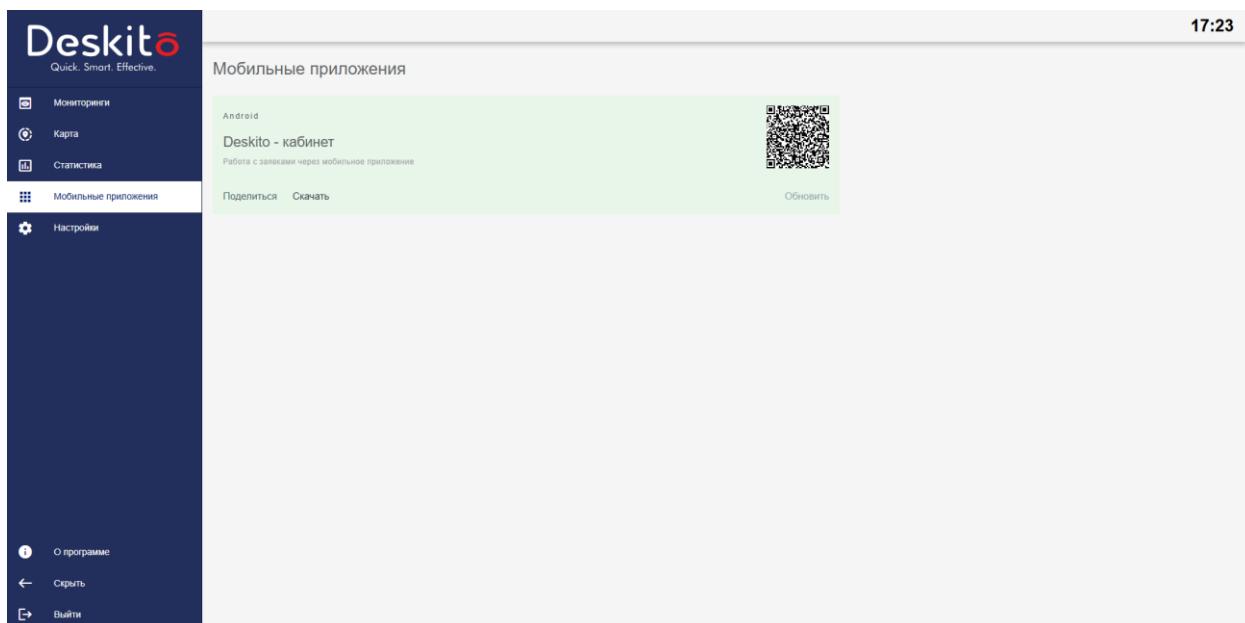 Deskito
Quick. Smart. Effective.
17:23
Мониторинги
Карта
Статистика
Мобильные приложения
Настройки
О программе
Скрыть
Выйти
Мобильные приложения
Android
Deskito - кабинет
Работа с заявками через мобильное приложение
Поделиться Скачать Обновить